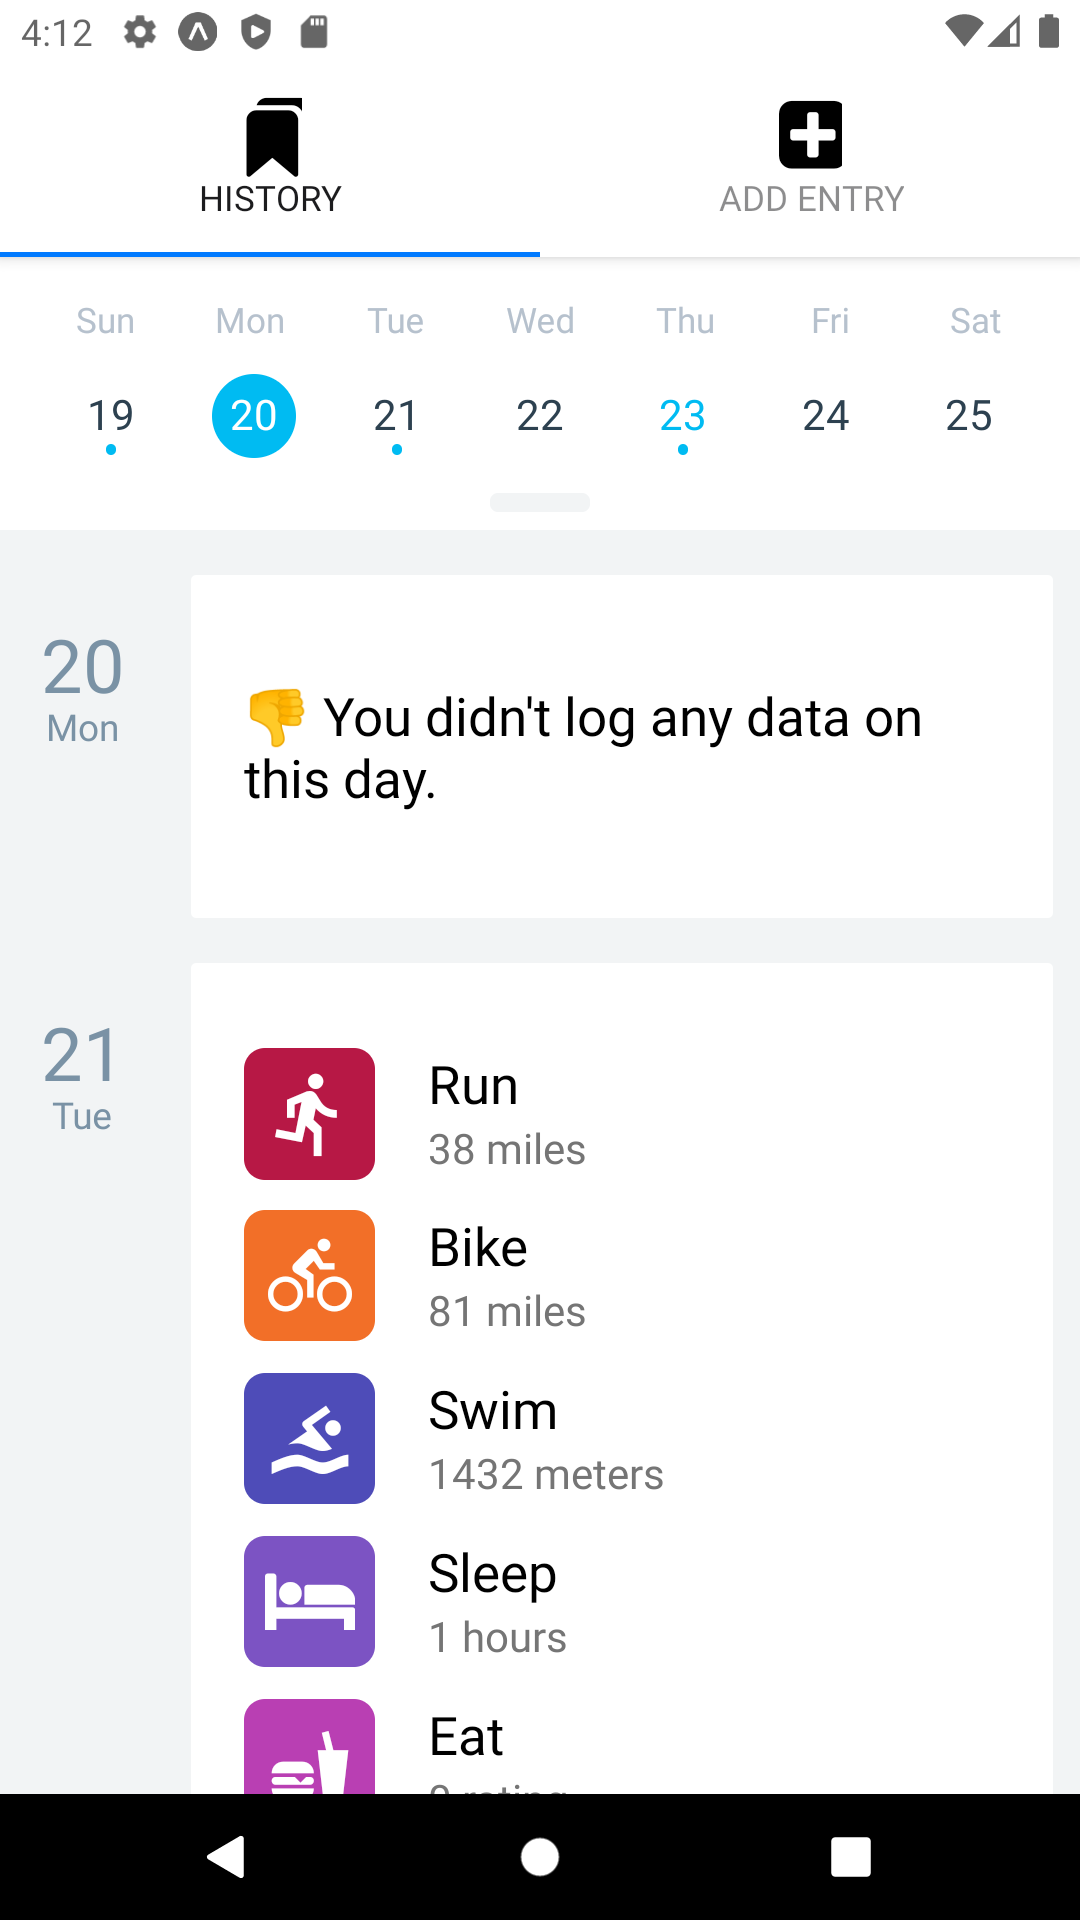 4:12
HISTORY
ADD ENTRY
Sun Mon Tue Wed Thu Fri Sat
19 20 21 22 23 24 25
20
Mon
👎 You didn't log any data on
this day.
21
Tue
Run
38 miles
Bike
81 miles
Swim
1432 meters
Sleep
1 hours
Eat
rating